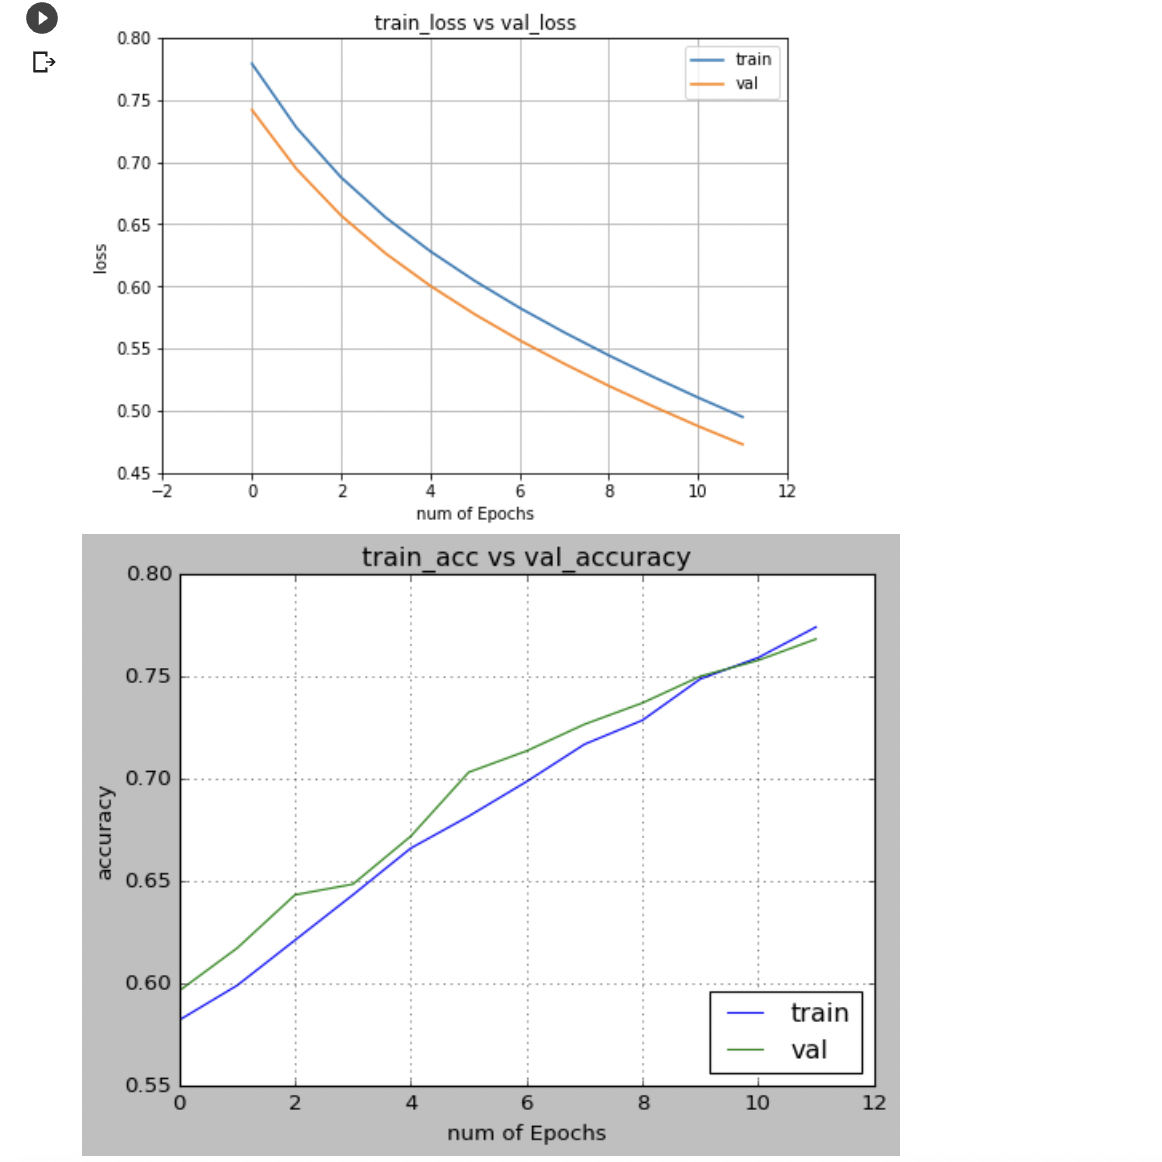 train_loss vs val_loss
0.80
0.75
0.70
0.65
0.60
0.55
0.50
0.45
loss
train
val
−2 0 2 4 6 8 10 12
num of Epochs
train_acc vs val_accuracy
0.80
0.75
0.70
0.65
0.60
0.55
accuracy
train
val
0 2 4 6 8 10 12
num of Epochs